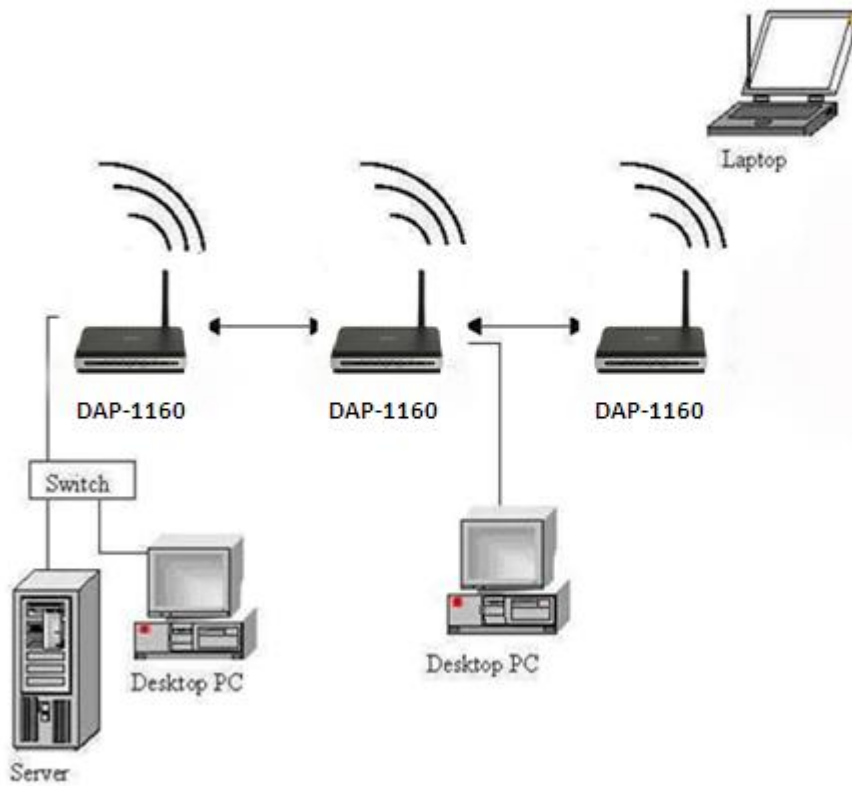 Laptop
DAP-1160
DAP-1160
DAP-1160
Switch
Desktop PC
Desktop PC
Server